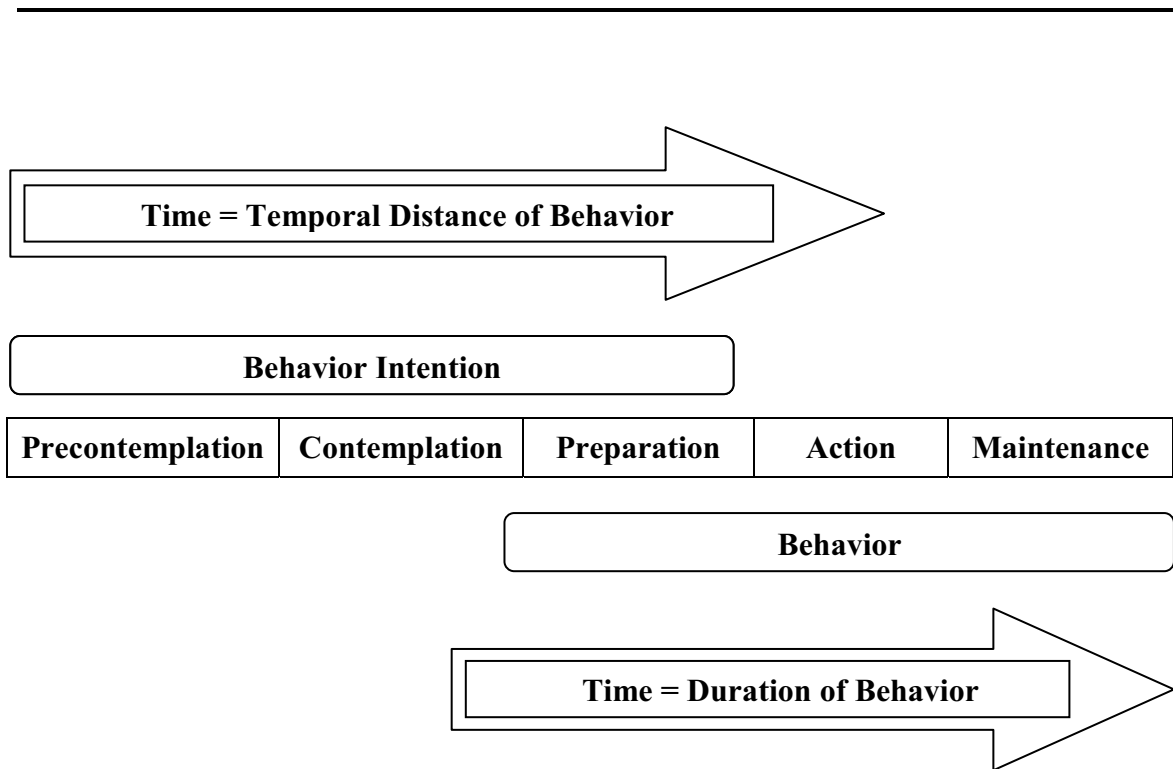 Time = Temporal Distance of Behavior
Behavior Intention
Precontemplation Contemplation Preparation Action Maintenance
Behavior
Time = Duration of Behavior